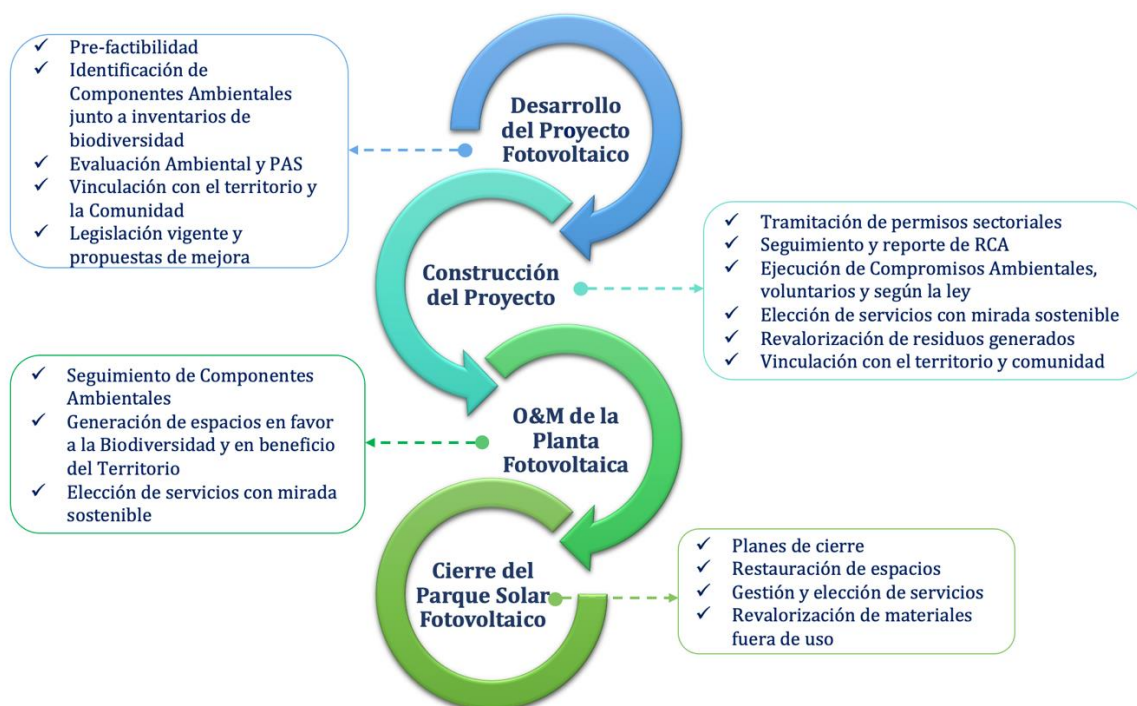 ✓ Pre-factibilidad
✓ Identificación de
Componentes Ambientales
junto a inventarios de
biodiversidad
✓ Evaluación Ambiental y PAS
✓ Vinculación con el territorio y
la Comunidad
✓ Legislación vigente y
propuestas de mejora
Desarrollo
del Proyecto
Fotovoltaico
Construcción
del Proyecto
✓ Tramitación de permisos sectoriales
✓ Seguimiento y reporte de RCA
✓ Ejecución de Compromisos Ambientales,
voluntarios y según la ley
✓ Elección de servicios con mirada sostenible
✓ Revalorización de residuos generados
✓ Vinculación con el territorio y comunidad
✓ Seguimiento de Componentes
Ambientales
✓ Generación de espacios en favor
a la Biodiversidad y en beneficio
del Territorio
✓ Elección de servicios con mirada
sostenible
O&M de la
Planta
Fotovoltaica
Cierre del
Parque Solar
Fotovoltaico
✓ Planes de cierre
✓ Restauración de espacios
✓ Gestión y elección de servicios
✓ Revalorización de materiales
fuera de uso